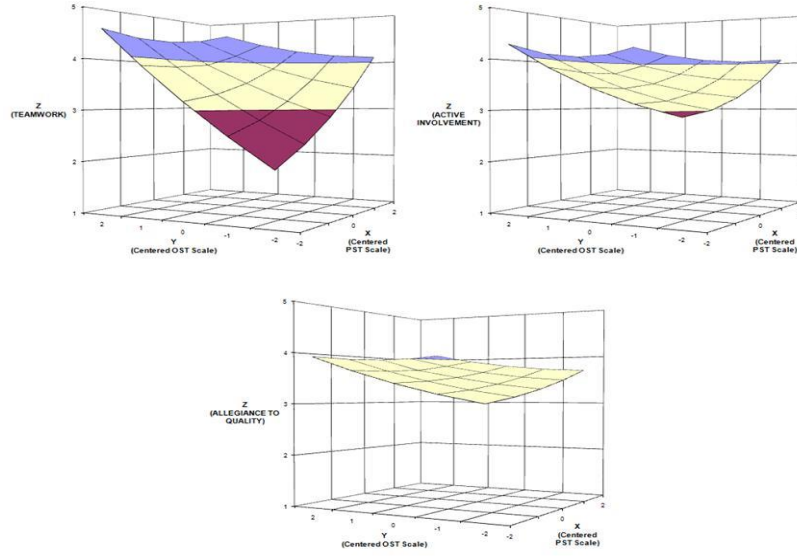 5
4
3
2
1
Z
(TEAMWORK)
2
1
0
-1
-2
Y
(Centered OST Scale)
2
0
-2
X
(Centered
PST Scale)
5
4
3
2
1
Z
(ACTIVE
INVOLVEMENT)
2
1
0
-1
-2
Y
(Centered OST Scale)
0
-2
X
(Centered
PST Scale)
5
4
3
2
1
Z
(ALLEGIANCE TO
QUALITY)
2
1
0
-1
-2
Y
(Centered OST Scale)
2
0
-2
X
(Centered
PST Scale)